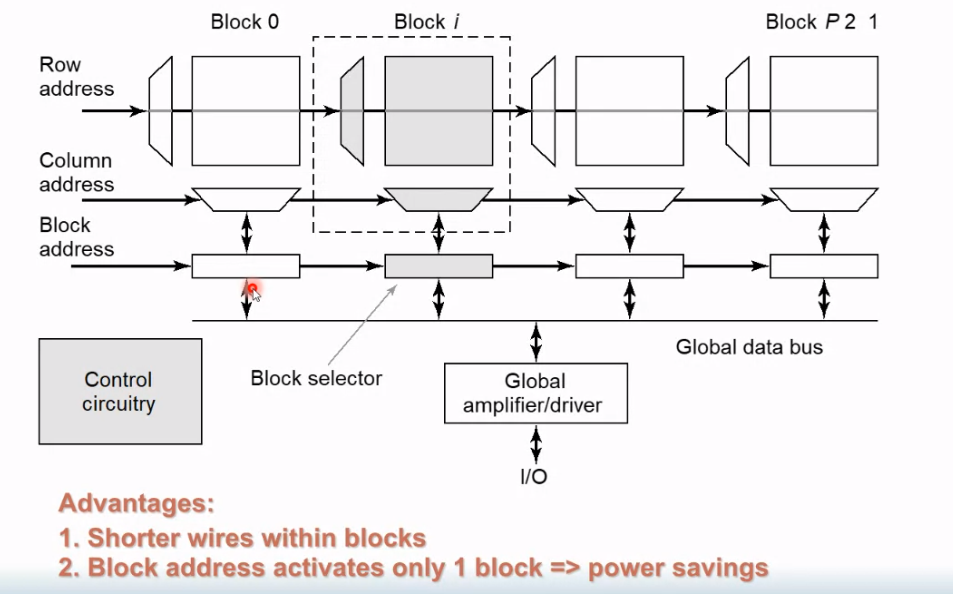 Block 0
Block i
Block P 2 1
Row
address
Column
address
Block
address
Global data bus
Block selector
Control
circuitry
Global
amplifier/driver
I/O
Advantages:
1. Shorter wires within blocks
2. Block address activates only 1 block => power savings